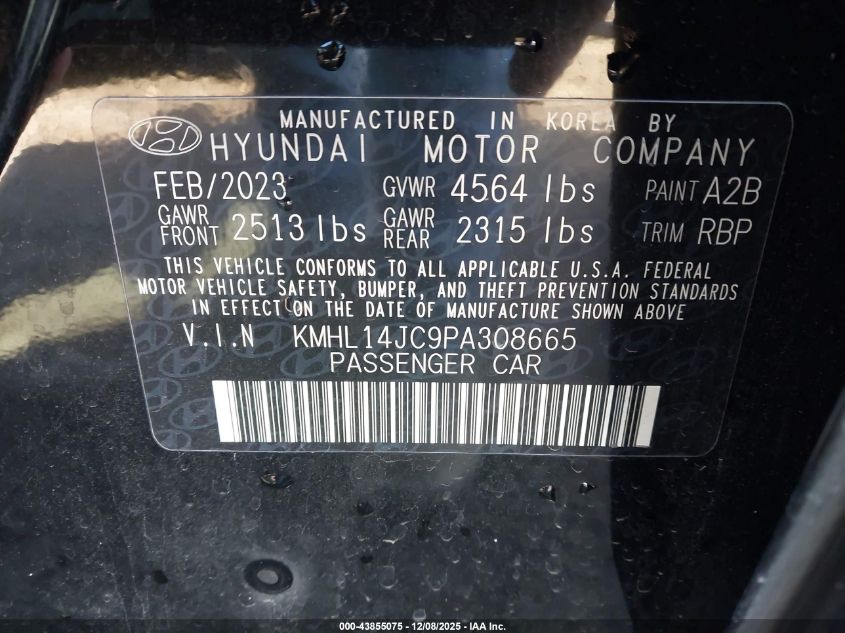 MANUFACTURED IN KOREA BY
HYUNDAI MOTOR COMPANY
FEB/2023 GVWR 4564 lbs PAINT A2B
GAWR FRONT 2513 lbs GAWR REAR 2315 lbs TRIM RBP
THIS VEHICLE CONFORMS TO ALL APPLICABLE U.S.A. FEDERAL
MOTOR VEHICLE SAFETY, BUMPER, AND THEFT PREVENTION STANDARDS
IN EFFECT ON THE DATE OF MANUFACTURE SHOWN ABOVE
V.I.N KMHL14JC9PA308665
PASSENGER CAR
000-43855075 - 12/08/2025 - IAA Inc.